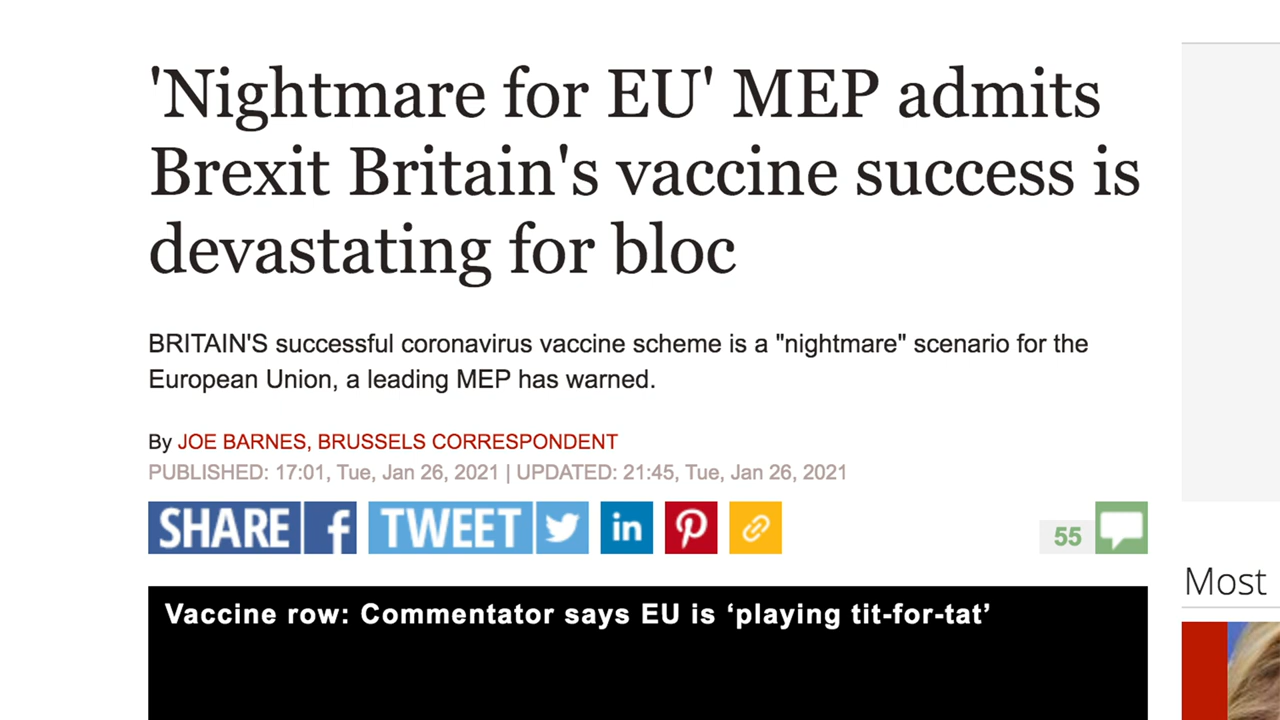 'Nightmare for EU' MEP admits
Brexit Britain's vaccine success is
devastating for bloc
BRITAIN'S successful coronavirus vaccine scheme is a "nightmare" scenario for the
European Union, a leading MEP has warned.
By JOE BARNES, BRUSSELS CORRESPONDENT
PUBLISHED: 17:01, Tue, Jan 26, 2021 | UPDATED: 21:45, Tue, Jan 26, 2021
SHARE f TWEET in
55
Most
Vaccine row: Commentator says EU is ‘playing tit-for-tat’